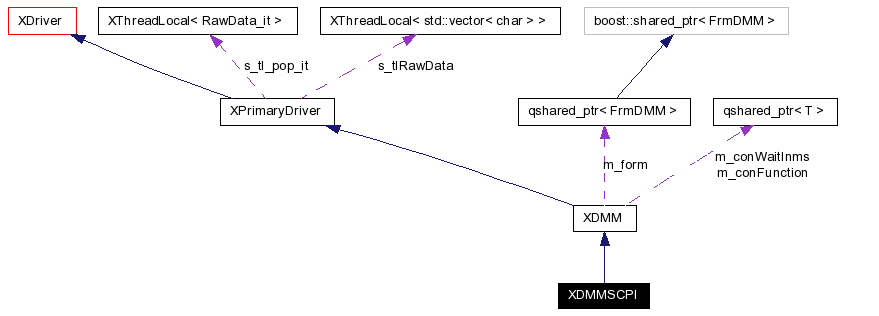 XDriver
XThreadLocal< RawData_it >
XThreadLocal< std::vector< char > >
boost::shared_ptr< FrmDMM >
s_tl_pop_it
s_tlRawData
XPrimaryDriver
qshared_ptr< FrmDMM >
qshared_ptr< T >
m_form
m_conWaitInms
m_conFunction
XDMM
XDMMSCPI